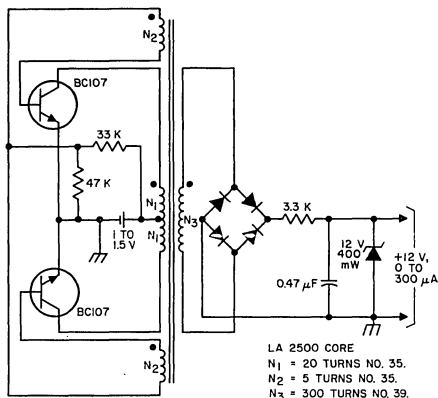 N2
BC107
33 K
47 K
N1
N1
N3
1 TO
1.5 V
3.3 K
0.47 µF
12 V
400
mW
+12 V,
0 TO
300 µA
BC107
N2
LA 2500 CORE
N1 = 20 TURNS NO. 35.
N2 = 5 TURNS NO. 35.
N3 = 300 TURNS NO. 39.